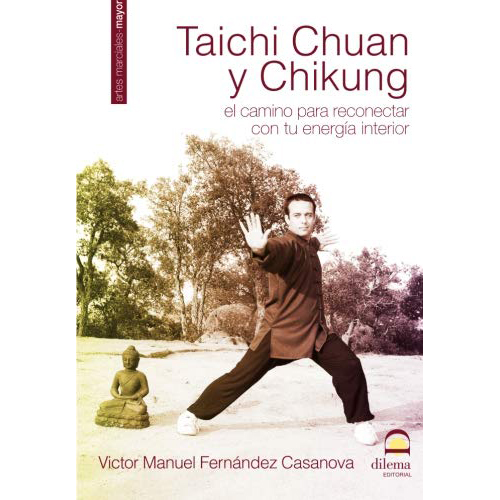 artes marciales-mayor
Taichi Chuan
y Chikung
el camino para reconectar
con tu energía interior
Victor Manuel Fernández Casanova
dilema
EDITORIAL